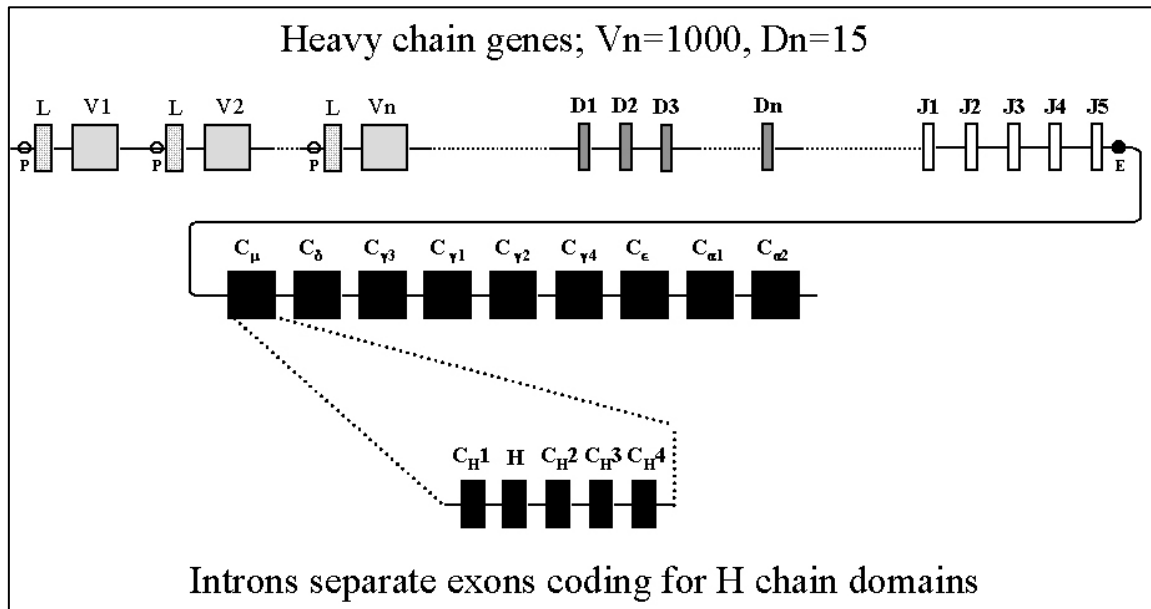 Heavy chain genes; Vn=1000, Dn=15
L V1 L V2 L Vn D1 D2 D3 Dn J1 J2 J3 J4 J5
P P P E
Cμ Cδ Cγ3 Cγ1 Cγ2 Cγ4 Cε Cα1 Cα2
CH1 H CH2 CH3 CH4
Introns separate exons coding for H chain domains